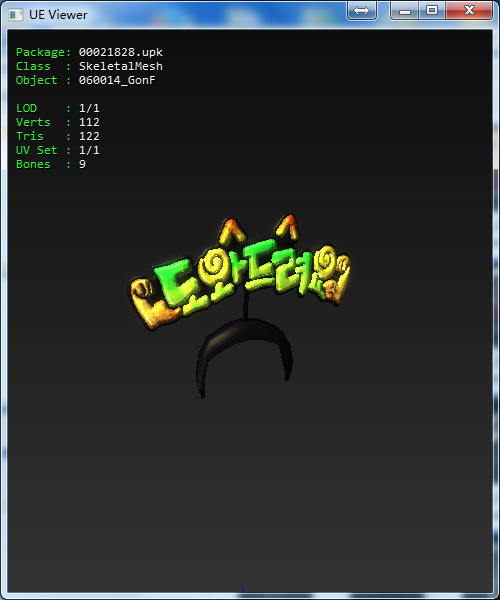 UE Viewer
Package: 00021828.upk
Class : SkeletalMesh
Object : 060014_GonF
LOD : 1/1
Verts : 112
Tris : 122
UV Set : 1/1
Bones : 9
도와드려요